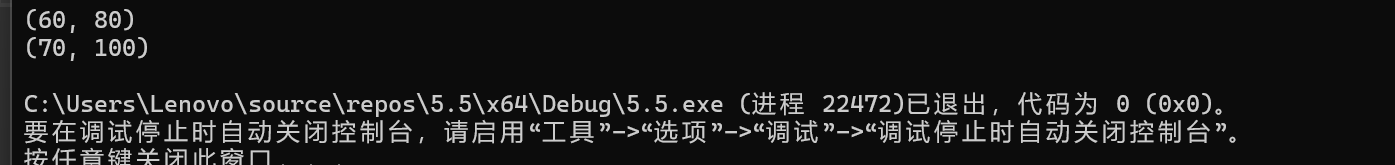 (60, 80)
(70, 100)
C:\Users\Lenovo\source\repos\5.5\x64\Debug\5.5.exe (进程 22472)已退出，代码为 0 (0x0)。
要在调试停止时自动关闭控制台，请启用“工具”->“选项”->“调试”->“调试停止时自动关闭控制台”。
按任意键关闭此窗口. . .